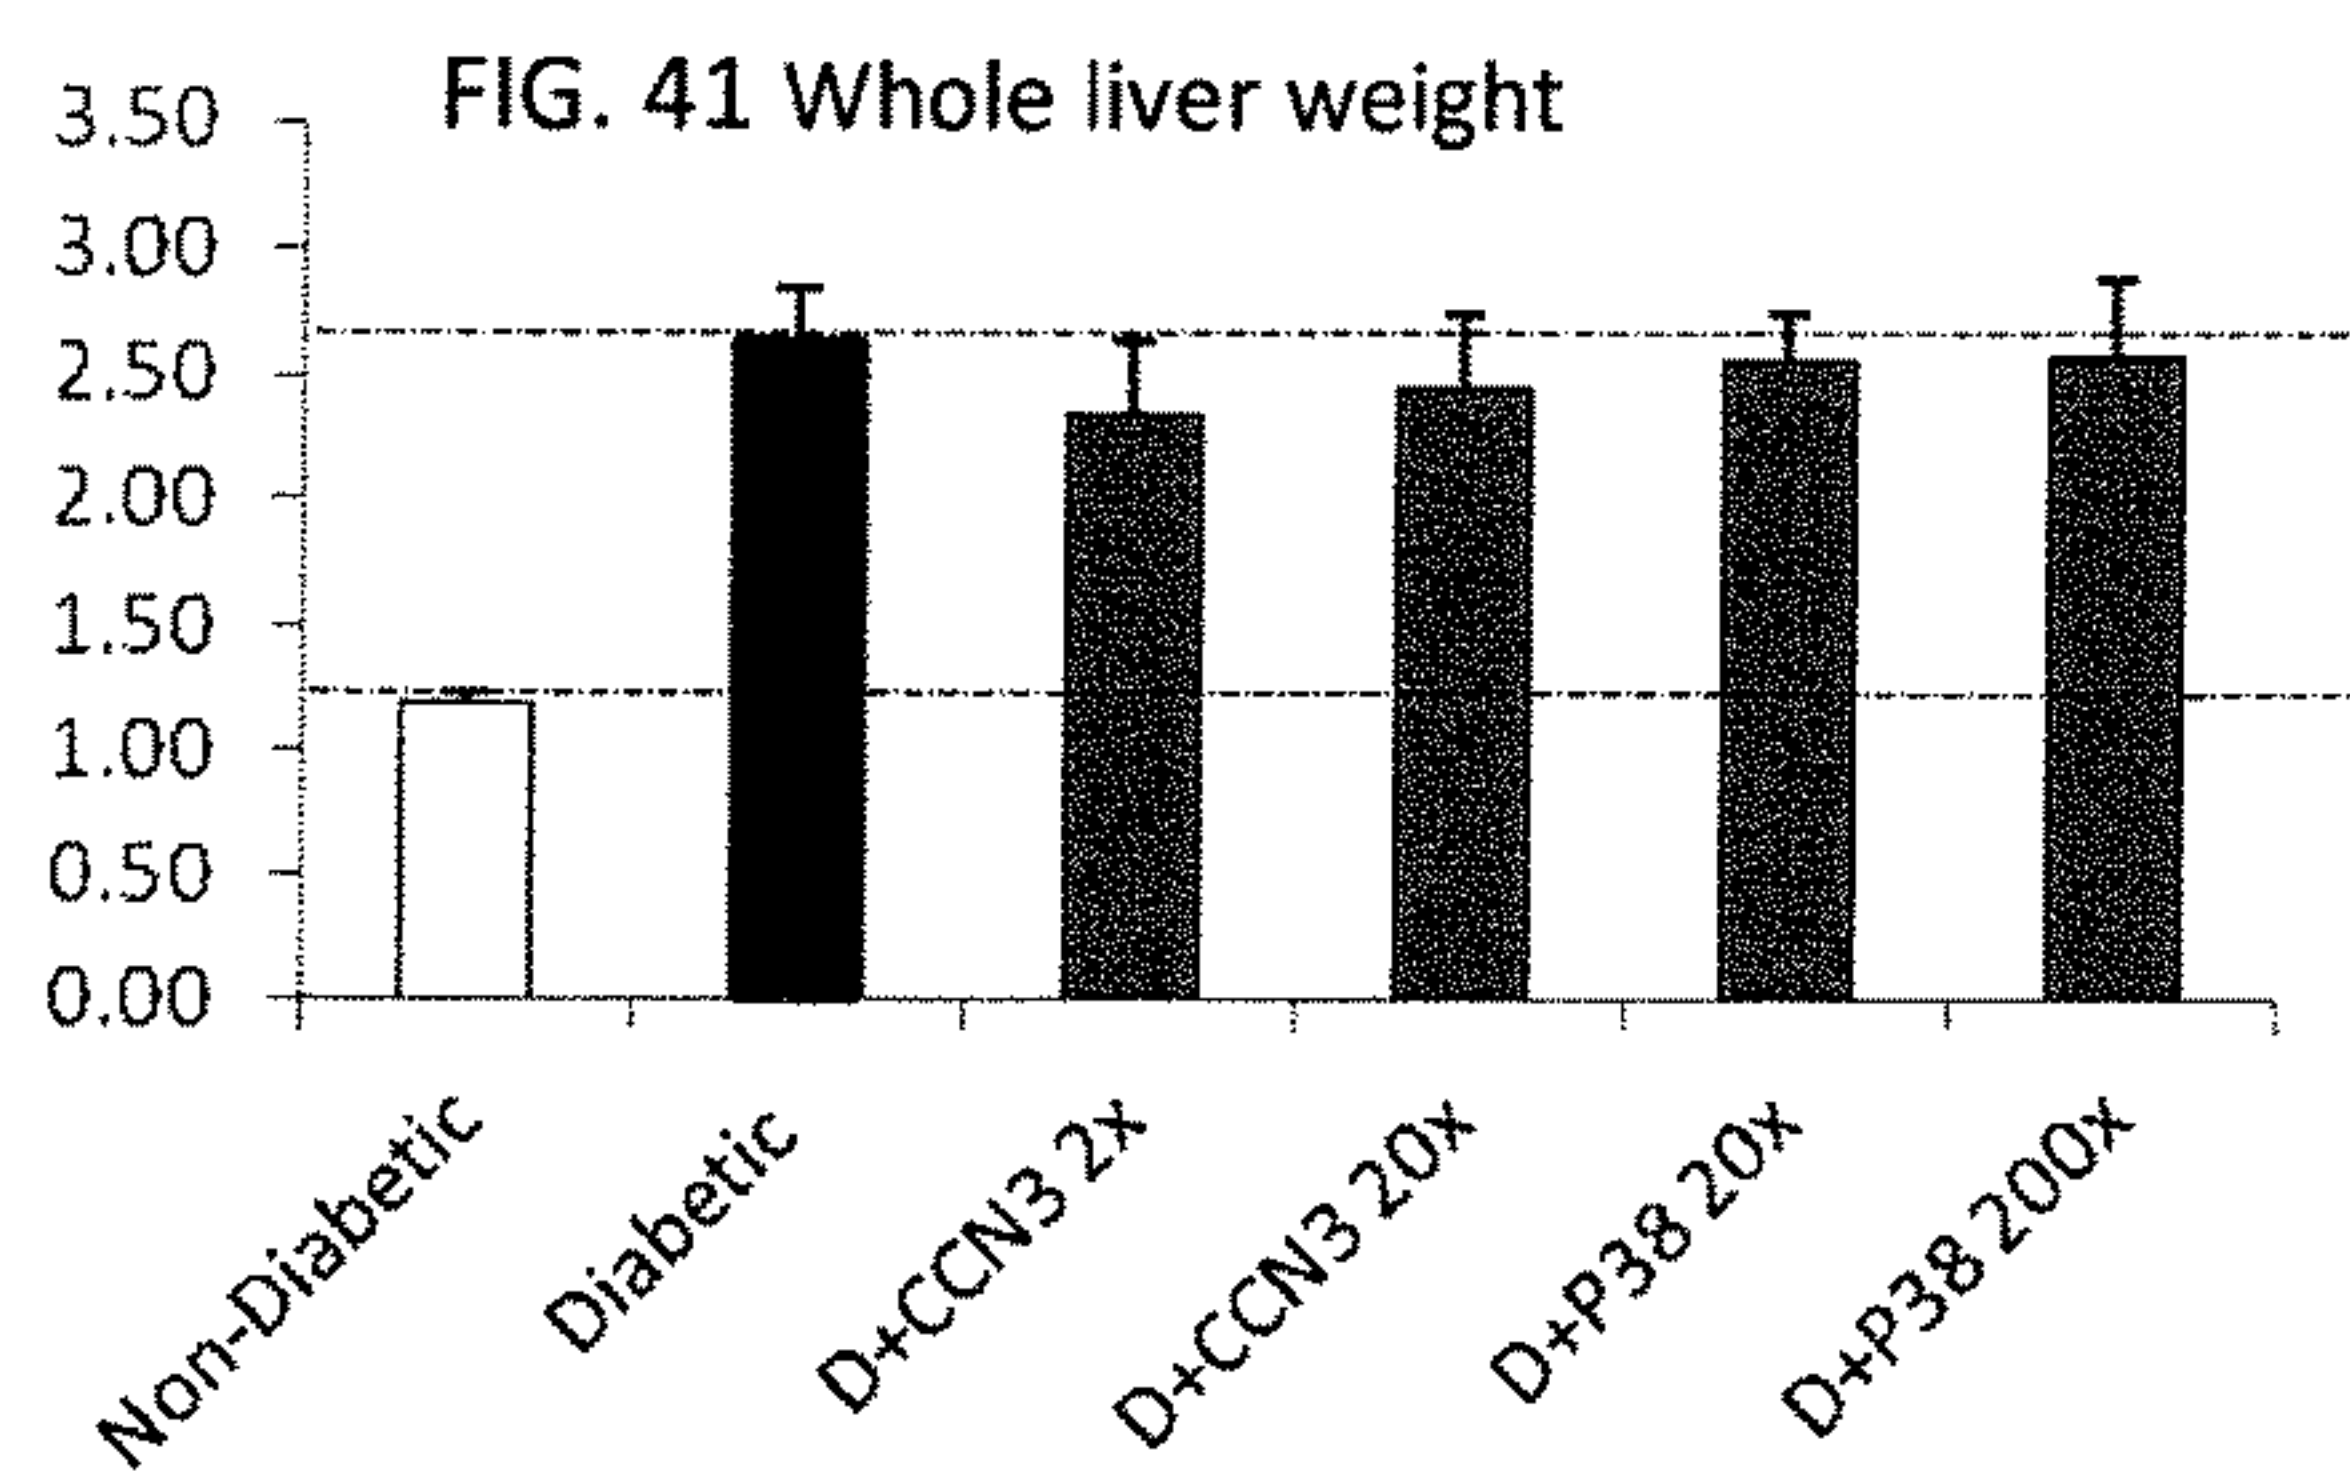 FIG. 41 Whole liver weight
3.50
3.00
2.50
2.00
1.50
1.00
0.50
0.00
Non-Diabetic
Diabetic
D+CCN3 2x
D+CCN3 20x
D+P38 20x
D+P38 200x